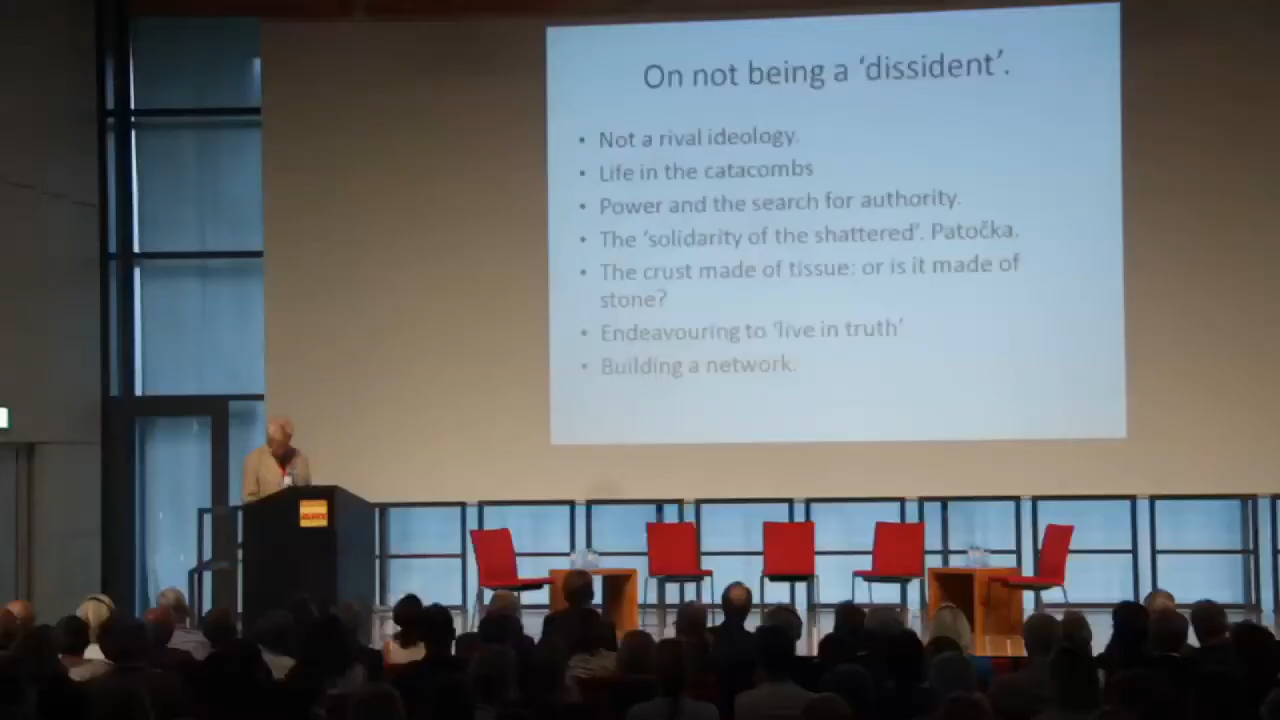 On not being a ‘dissident’.
• Not a rival ideology.
• Life in the catacombs
• Power and the search for authority.
• The ‘solidarity of the shattered’. Patočka.
• The crust made of tissue: or is it made of
stone?
• Endeavouring to ‘live in truth’
• Building a network.